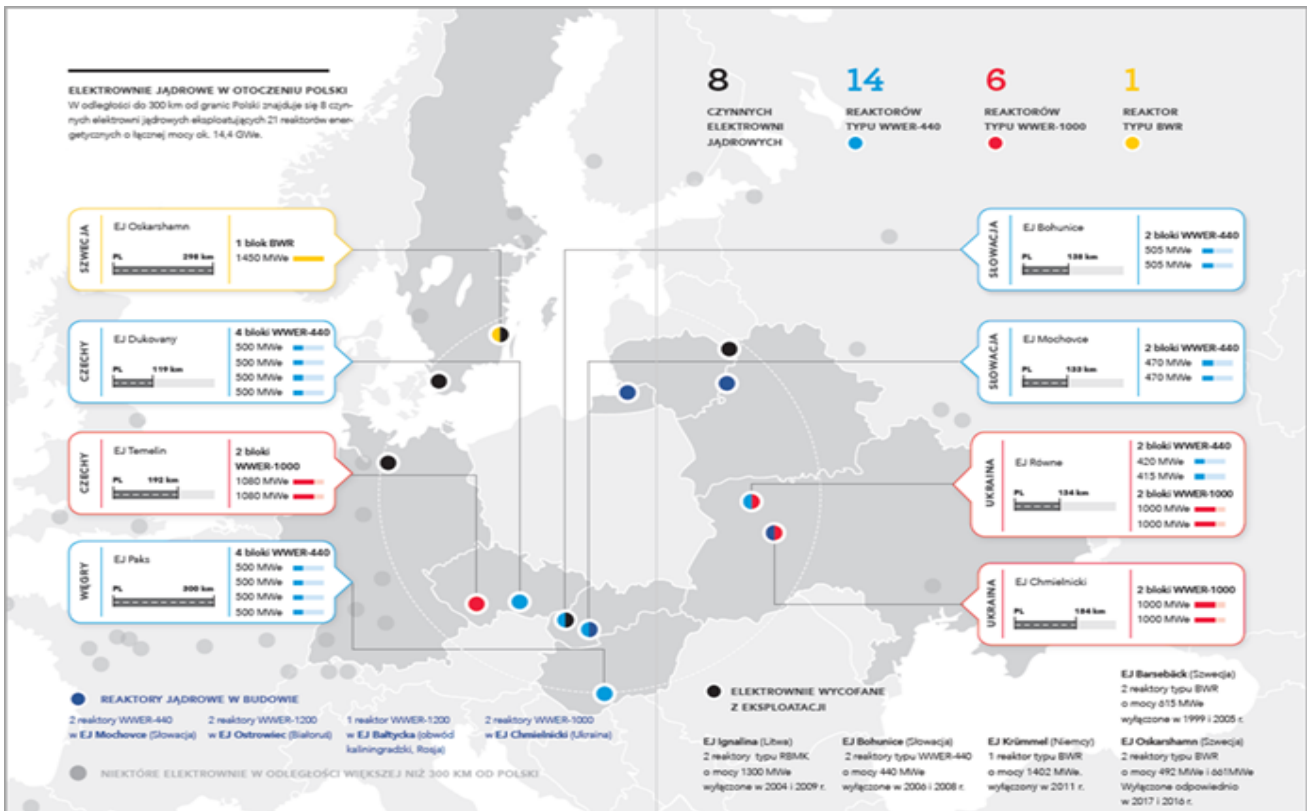 ELEKTROWNIE JĄDROWE W OTOCZENIU POLSKI
W odległości do 300 km od granic Polski znajduje się 8 czyn-
nych elektrowni jądrowych eksploatujących 21 reaktorów ener-
getycznych o łącznej mocy ok. 14,4 GWe.
8
CZYNNYCH
ELEKTROWNI
JĄDROWYCH
14
REAKTORÓW
TYPU WWER-440
6
REAKTORÓW
TYPU WWER-1000
1
REAKTOR
TYPU BWR
SZWECJA
EJ Oskarshamn
PL 298 km
1 blok BWR
1450 MWe
CZECHY
EJ Dukovany
PL 119 km
4 bloki WWER-440
500 MWe
500 MWe
500 MWe
500 MWe
CZECHY
EJ Temelin
PL 192 km
2 bloki
WWER-1000
1080 MWe
1080 MWe
WĘGRY
EJ Paks
PL 300 km
4 bloki WWER-440
500 MWe
500 MWe
500 MWe
500 MWe
SŁOWACJA
EJ Bohunice
PL 138 km
2 bloki WWER-440
505 MWe
505 MWe
SŁOWACJA
EJ Mochovce
PL 133 km
2 bloki WWER-440
470 MWe
470 MWe
UKRAINA
EJ Równe
PL 134 km
2 bloki WWER-440
420 MWe
415 MWe
2 bloki WWER-1000
1000 MWe
1000 MWe
UKRAINA
EJ Chmielnicki
PL 184 km
2 bloki WWER-1000
1000 MWe
1000 MWe
REAKTORY JĄDROWE W BUDOWIE
2 reaktory WWER-440
w EJ Mochovce (Słowacja)
2 reaktory WWER-1200
w EJ Ostrowiec (Białoruś)
1 reaktor WWER-1200
w EJ Bałtycka (obwód
kaliningradzki, Rosja)
2 reaktory WWER-1000
w EJ Chmielnicki (Ukraina)
NIEKTÓRE ELEKTROWNIE W ODLEGŁOŚCI WIĘKSZEJ NIŻ 300 KM OD POLSKI
ELEKTROWNIE WYCOFANE
Z EKSPLOATACJI
EJ Ignalina (Litwa)
2 reaktory typu RBMK
o mocy 1300 MWe
wyłączone w 2004 i 2009 r.
EJ Bohunice (Słowacja)
2 reaktory typu WWER-440
o mocy 440 MWe
wyłączone w 2006 i 2008 r.
EJ Krümmel (Niemcy)
1 reaktor typu BWR
o mocy 1402 MWe.
wyłączony w 2011 r.
EJ Barsebäck (Szwecja)
2 reaktory typu BWR
o mocy 615 MWe
wyłączone w 1999 i 2005 r.
EJ Oskarshamn (Szwecja)
2 reaktory typu BWR
o mocy 492 MWe i 661MWe
Wyłączone odpowiednio
w 2017 i 2016 r.